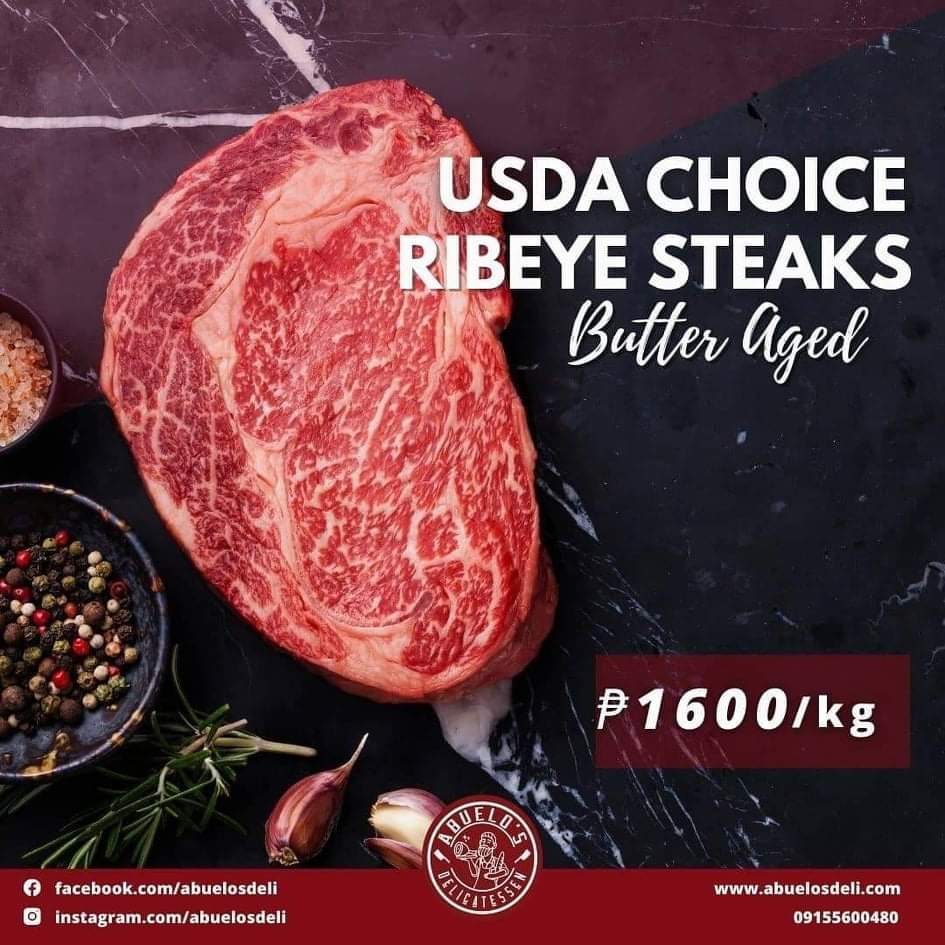 USDA CHOICE
RIBEYE STEAKS
Butter Aged
₱1600/kg
ABUELO'S
DELICATESSEN
facebook.com/abuelosdeli
instagram.com/abuelosdeli
www.abuelosdeli.com
09155600480